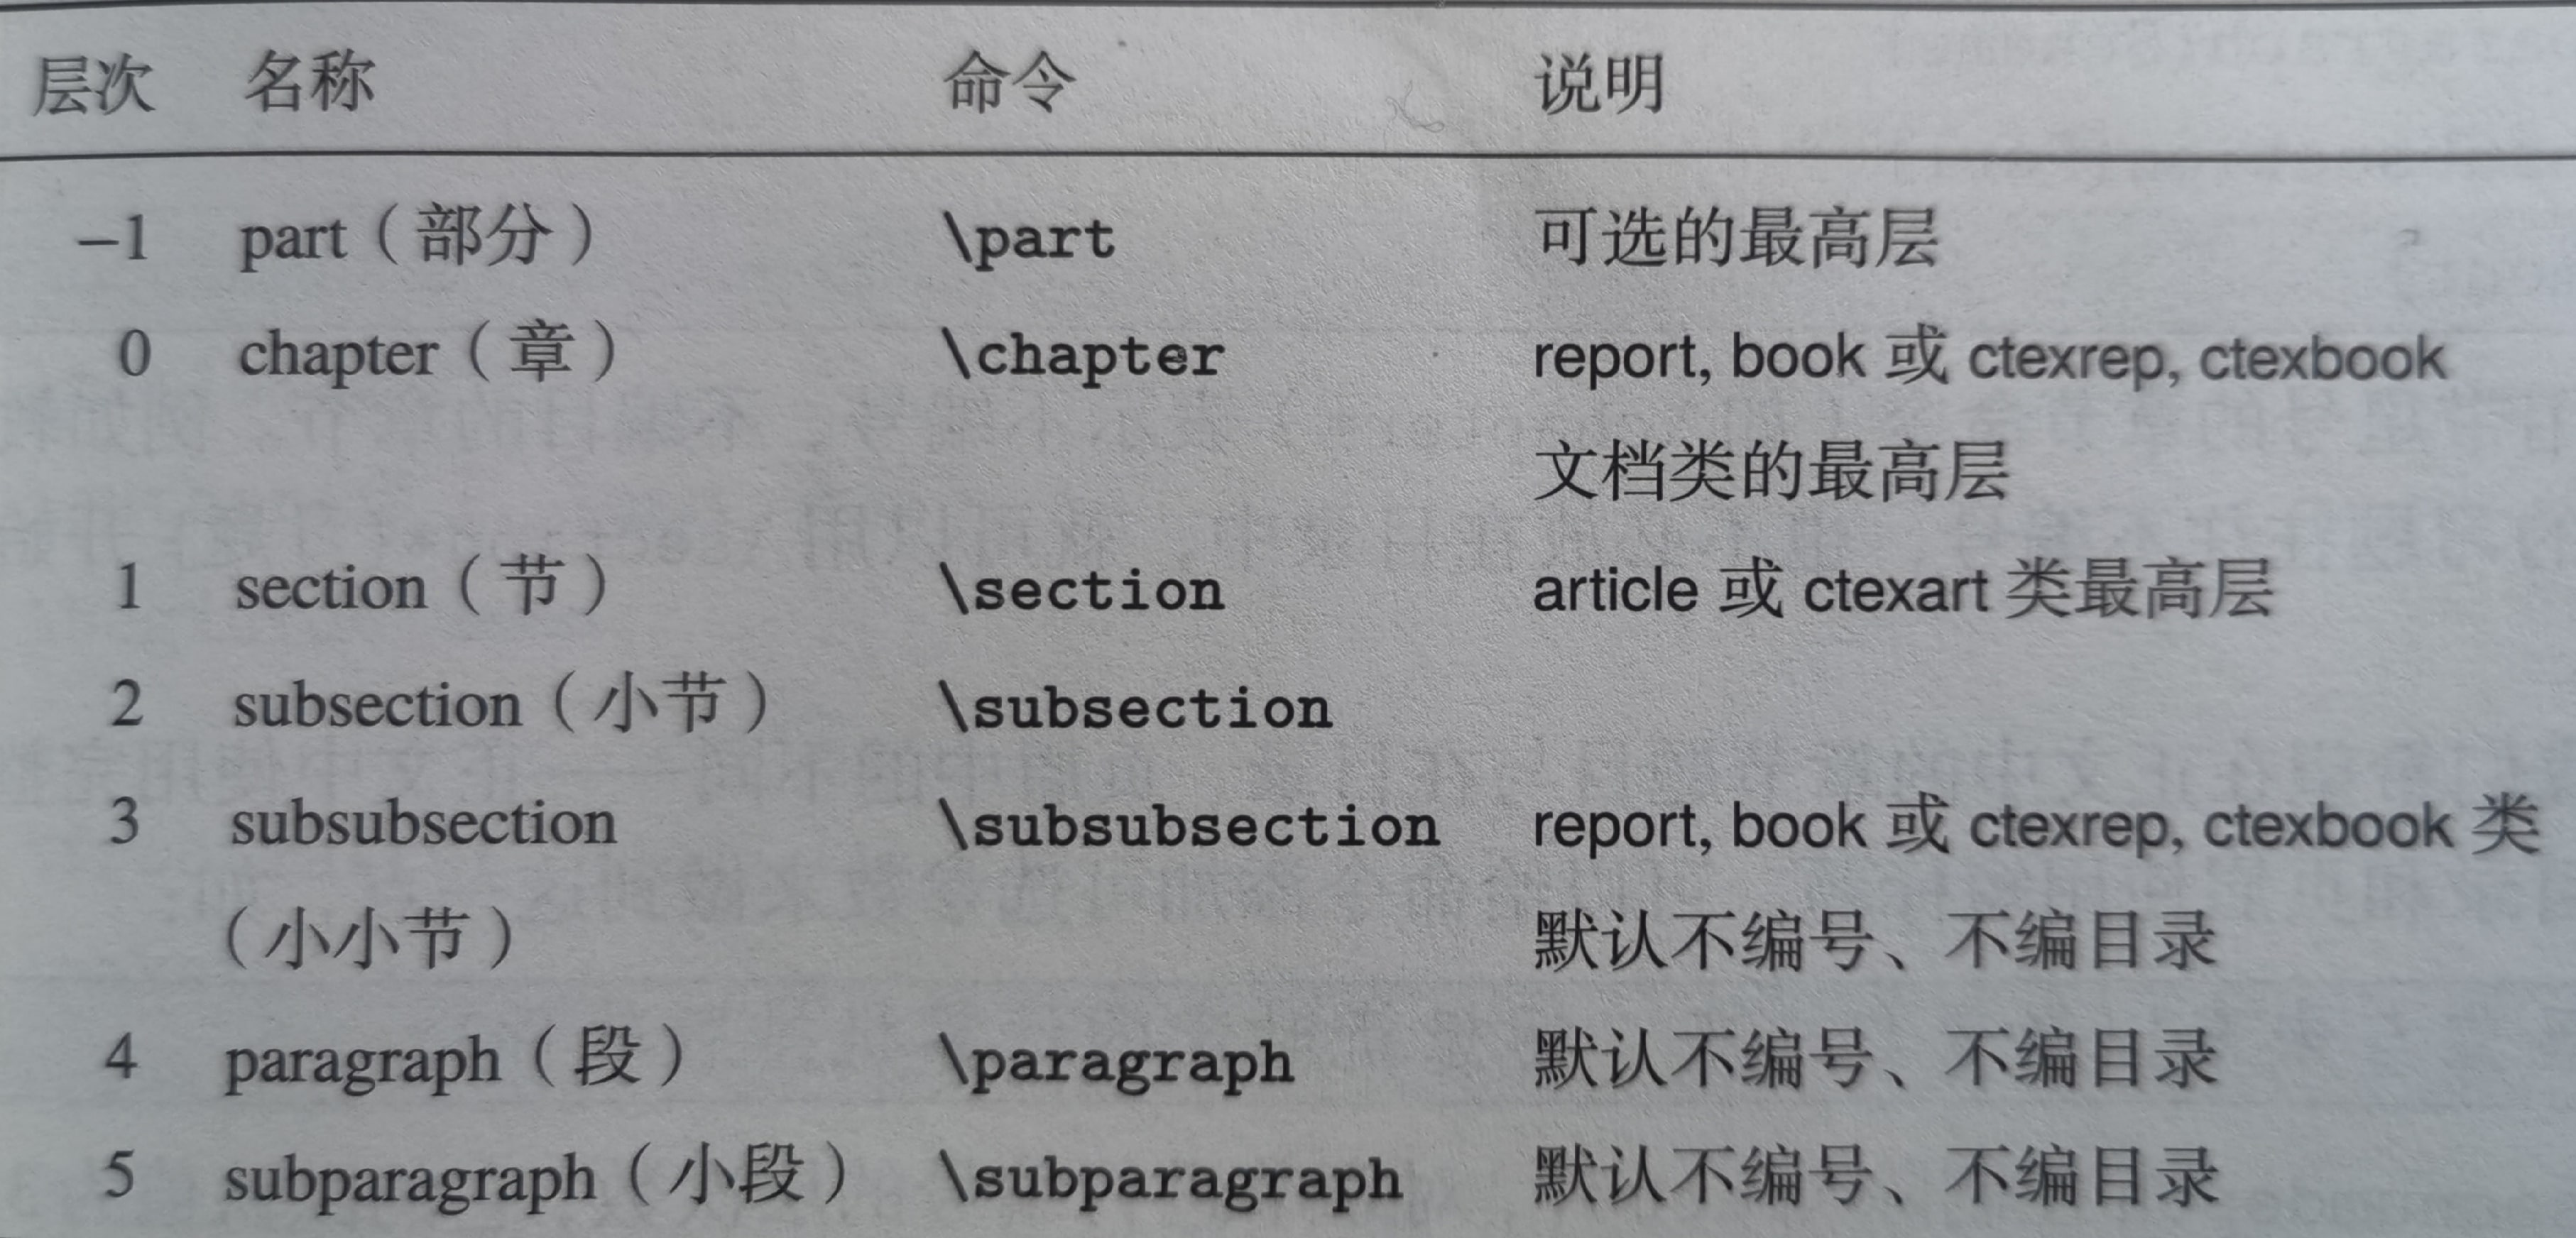 层次 名称 命令 说明
–1 part（部分） \part 可选的最高层
0 chapter（章） \chapter report, book 或 ctexrep, ctexbook
文档类的最高层
1 section（节） \section article 或 ctexart 类最高层
2 subsection（小节） \subsection
3 subsubsection \subsubsection report, book 或 ctexrep, ctexbook 类
（小小节） 默认不编号、不编目录
4 paragraph（段） \paragraph 默认不编号、不编目录
5 subparagraph（小段） \subparagraph 默认不编号、不编目录